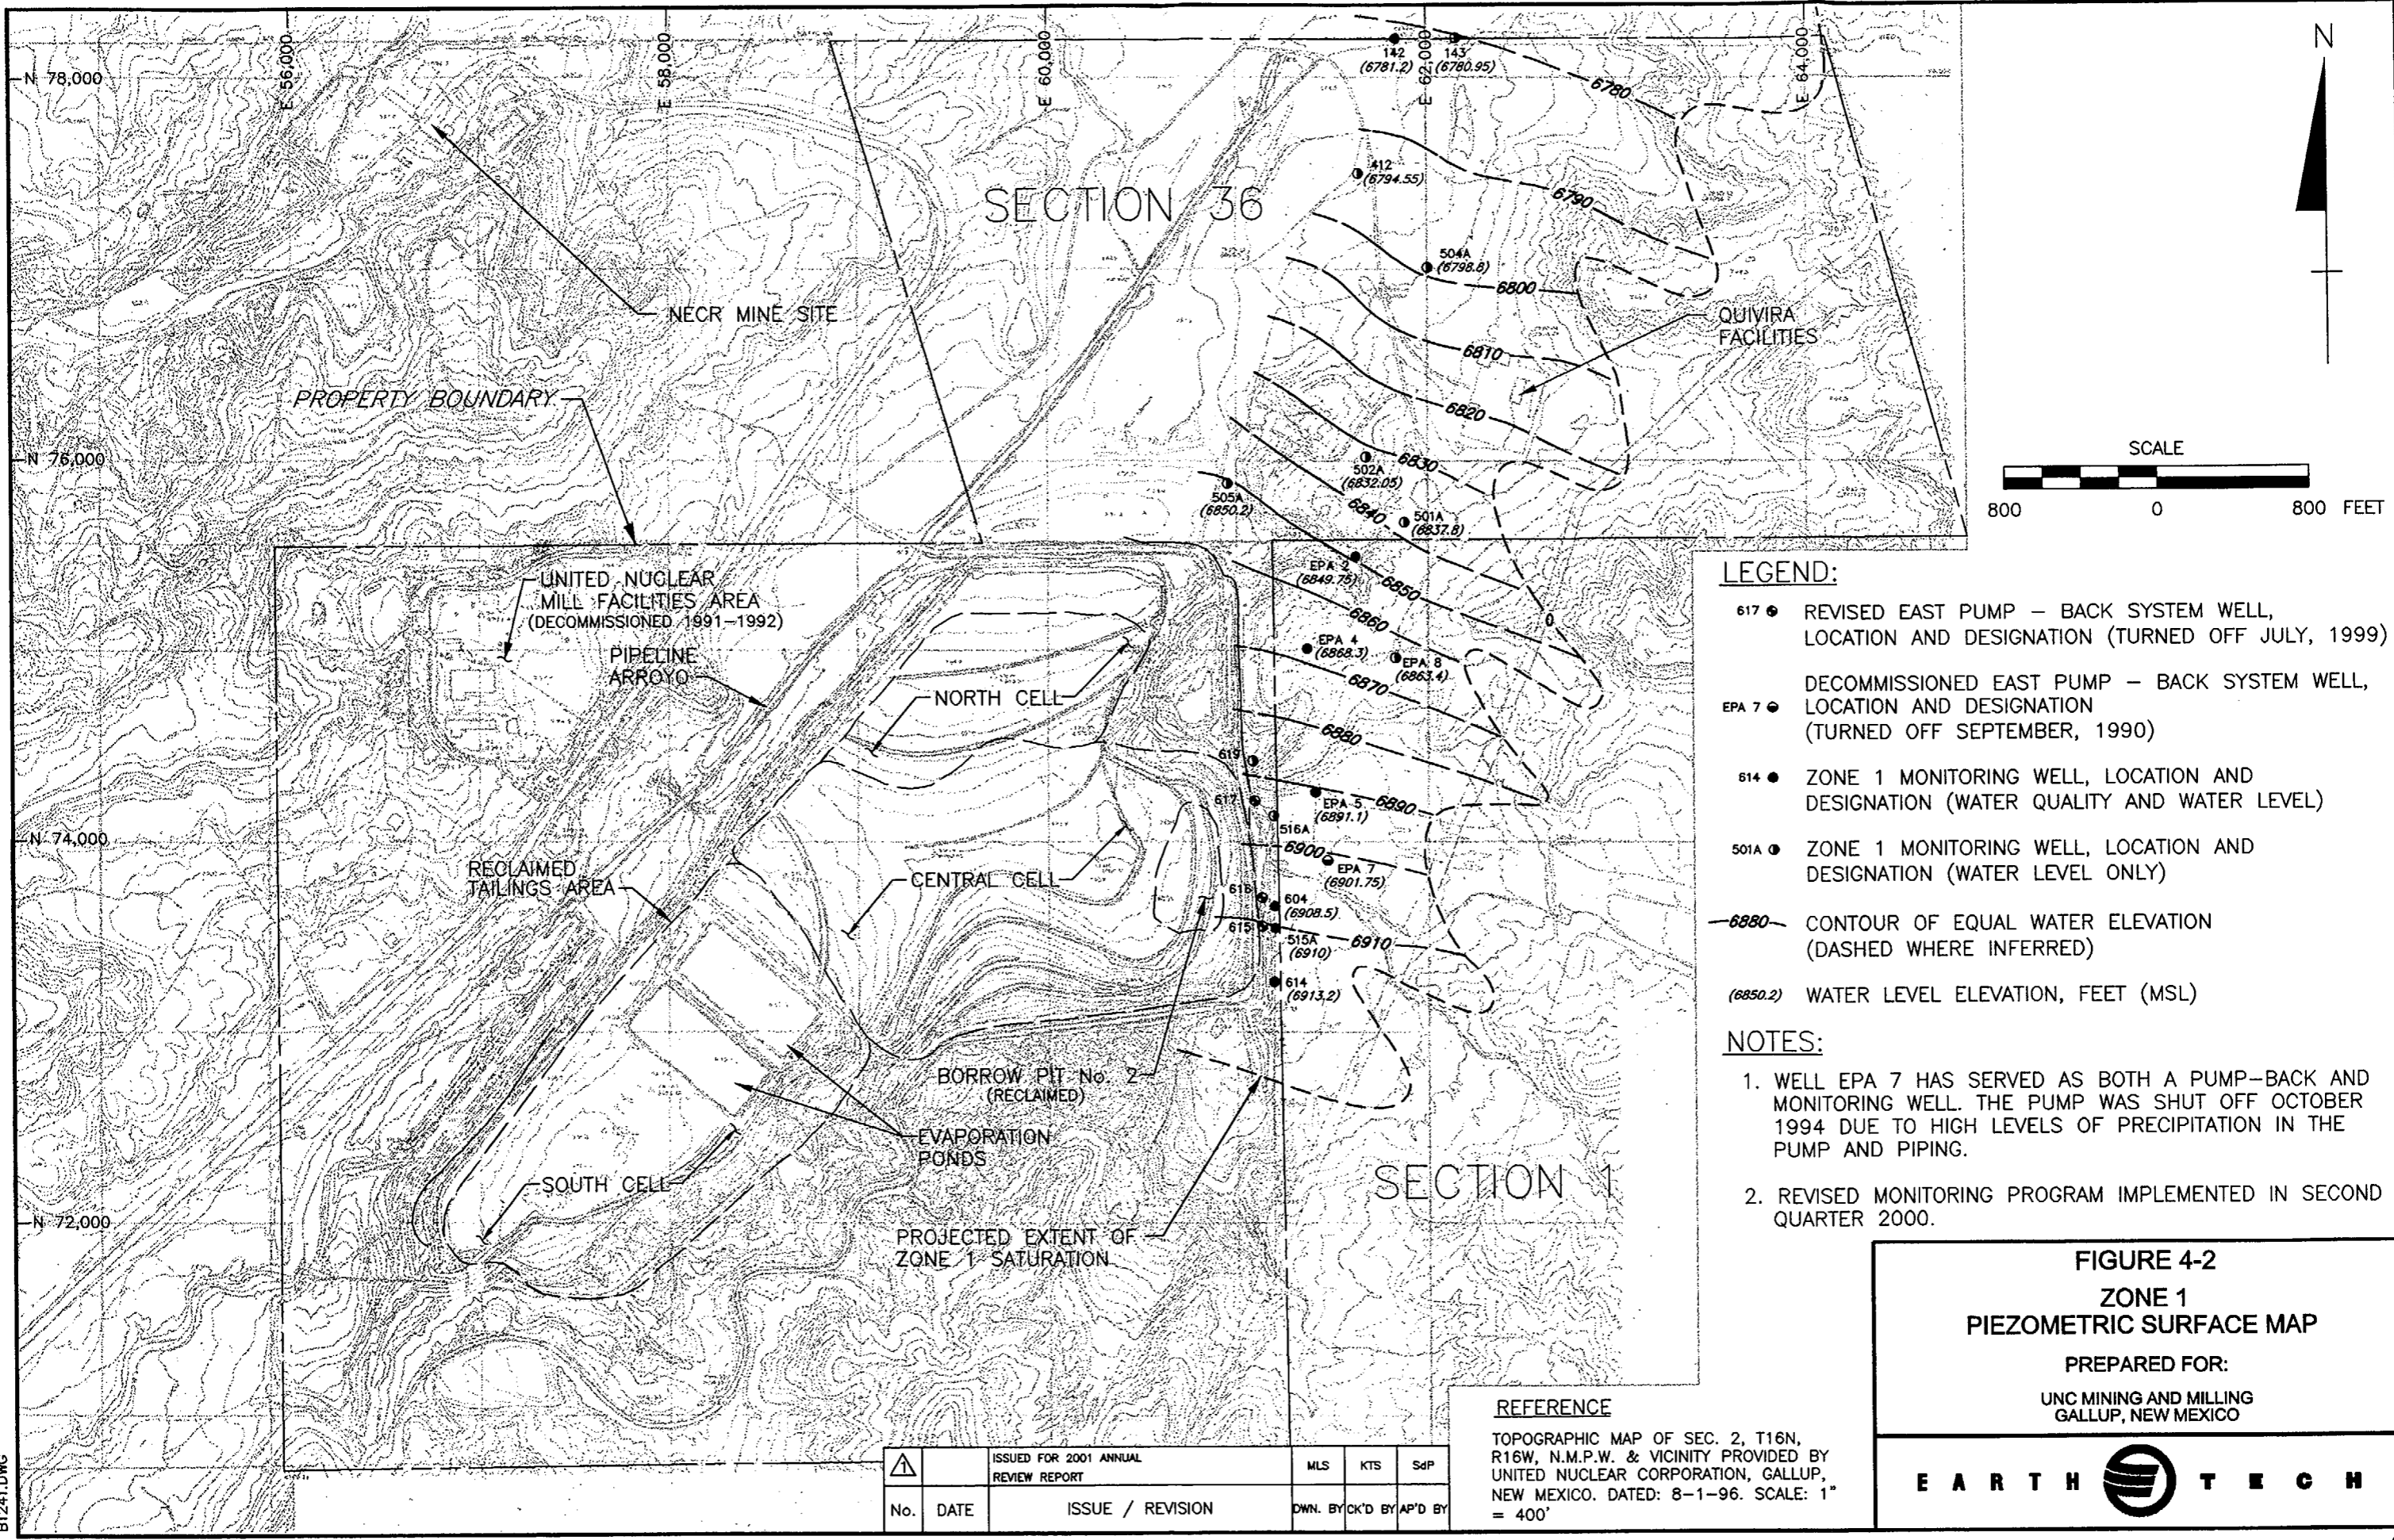 N 78,000
E 56,000
E 58,000
E 60,000
E 62,000
E 64,000
142
(6781.2)
143
(6780.95)
6780
N
412
(6794.55)
SECTION 36
6790
504A
(6798.8)
6800
NECR MINE SITE
QUIVIRA
FACILITIES
6810
PROPERTY BOUNDARY
6820
N 76,000
502A
(6832.05)
6830
505A
(6850.2)
6840
501A
(6837.8)
SCALE
800
0
800 FEET
EPA 2
(6849.75)
6850
UNITED NUCLEAR
MILL FACILITIES AREA
(DECOMMISSIONED 1991-1992)
6860
EPA 4
(6868.3)
EPA 8
(6863.4)
6870
PIPELINE
ARROYO
NORTH CELL
6880
619
617
EPA 5
(6891.1)
6890
516A
N 74,000
6900
EPA 7
(6901.75)
RECLAIMED
TAILINGS AREA
CENTRAL CELL
616
604
(6908.5)
615
515A
(6910)
6910
614
(6913.2)
BORROW PIT No. 2
(RECLAIMED)
EVAPORATION
PONDS
SOUTH CELL
SECTION 1
N 72,000
PROJECTED EXTENT OF
ZONE 1 SATURATION
LEGEND:
617 REVISED EAST PUMP - BACK SYSTEM WELL,
LOCATION AND DESIGNATION (TURNED OFF JULY, 1999)
DECOMMISSIONED EAST PUMP - BACK SYSTEM WELL,
EPA 7 LOCATION AND DESIGNATION
(TURNED OFF SEPTEMBER, 1990)
614 ZONE 1 MONITORING WELL, LOCATION AND
DESIGNATION (WATER QUALITY AND WATER LEVEL)
501A ZONE 1 MONITORING WELL, LOCATION AND
DESIGNATION (WATER LEVEL ONLY)
6880 CONTOUR OF EQUAL WATER ELEVATION
(DASHED WHERE INFERRED)
(6850.2) WATER LEVEL ELEVATION, FEET (MSL)
NOTES:
1. WELL EPA 7 HAS SERVED AS BOTH A PUMP-BACK AND
MONITORING WELL. THE PUMP WAS SHUT OFF OCTOBER
1994 DUE TO HIGH LEVELS OF PRECIPITATION IN THE
PUMP AND PIPING.
2. REVISED MONITORING PROGRAM IMPLEMENTED IN SECOND
QUARTER 2000.
FIGURE 4-2
ZONE 1
PIEZOMETRIC SURFACE MAP
PREPARED FOR:
UNC MINING AND MILLING
GALLUP, NEW MEXICO
EARTH TECH
REFERENCE
TOPOGRAPHIC MAP OF SEC. 2, T16N,
R16W, N.M.P.W. & VICINITY PROVIDED BY
UNITED NUCLEAR CORPORATION, GALLUP,
NEW MEXICO. DATED: 8-1-96. SCALE: 1"
= 400'
1
ISSUED FOR 2001 ANNUAL
REVIEW REPORT
MLS
KTS
SdP
No.
DATE
ISSUE / REVISION
DWN. BY
CK'D BY
AP'D BY
B1241.DWG